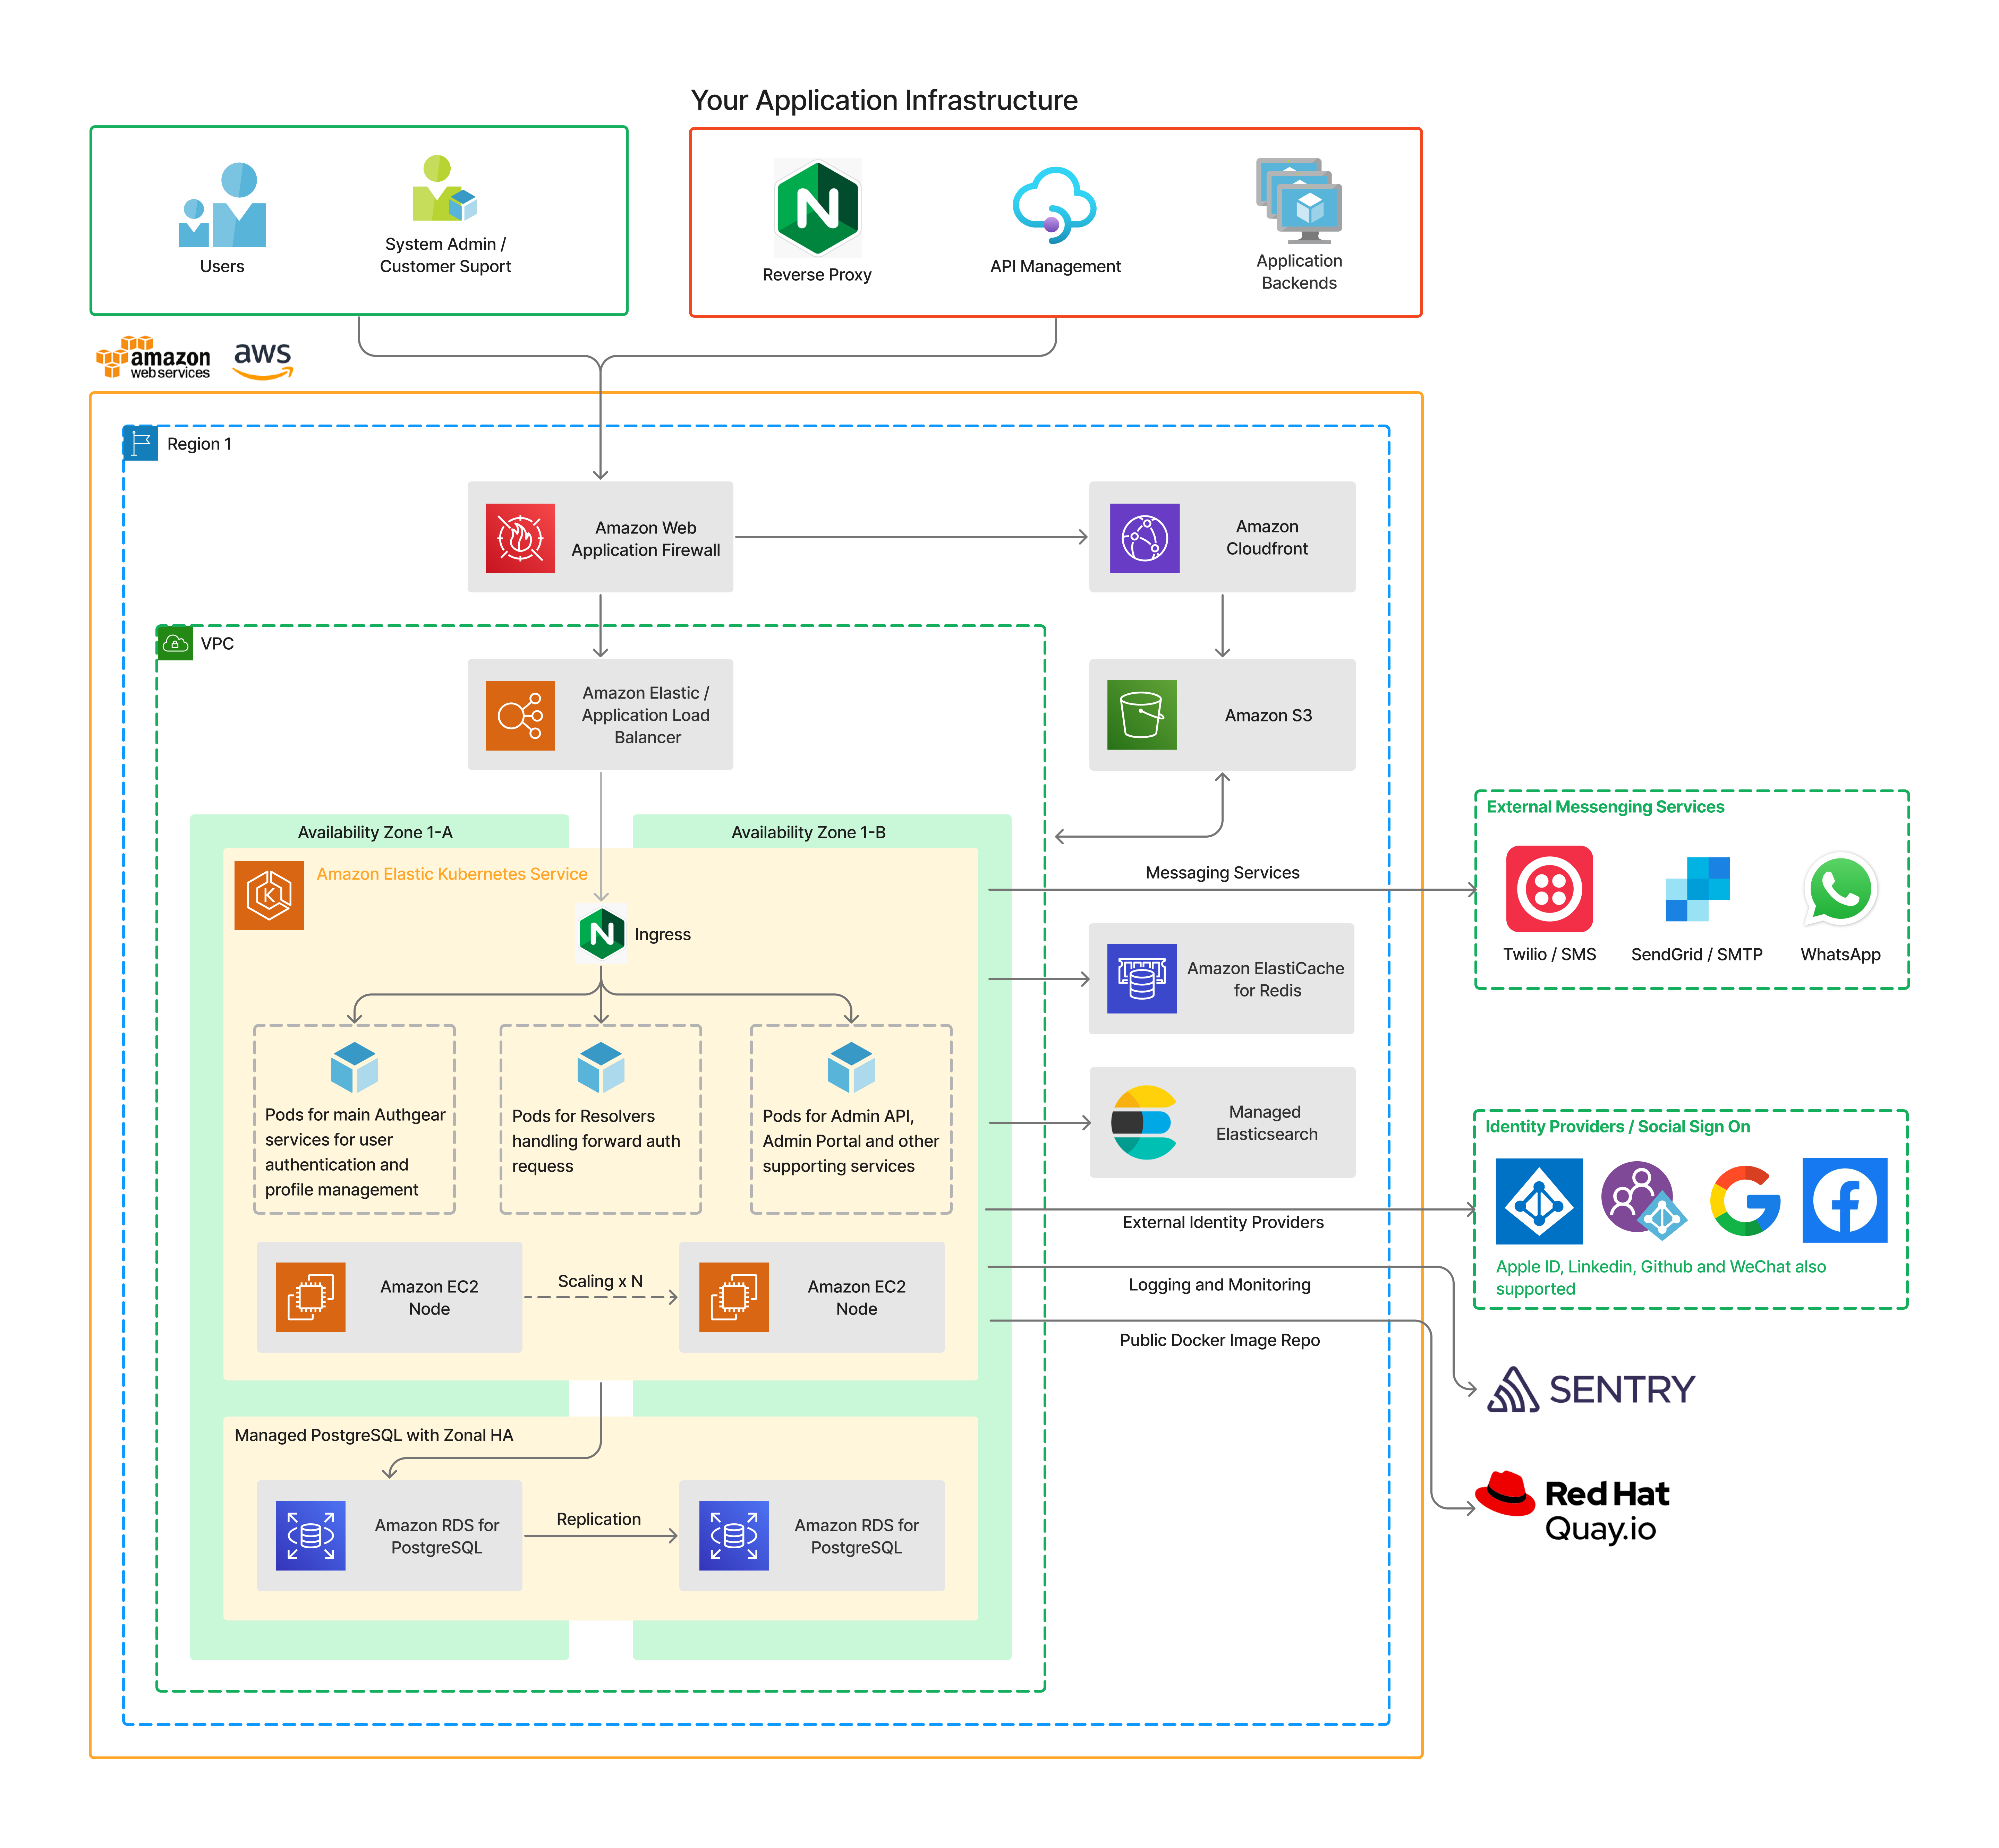 Your Application Infrastructure
Users
System Admin /
Customer Suport
Reverse Proxy
API Management
Application
Backends
amazon
web services
aws
Region 1
Amazon Web
Application Firewall
Amazon
Cloudfront
VPC
Amazon Elastic /
Application Load
Balancer
Amazon S3
Availability Zone 1-A
Availability Zone 1-B
Amazon Elastic Kubernetes Service
K
N
Ingress
Messaging Services
External Messenging Services
Twilio / SMS
SendGrid / SMTP
WhatsApp
Amazon ElastiCache
for Redis
Pods for main Authgear
services for user
authentication and
profile management
Pods for Resolvers
handling forward auth
requess
Pods for Admin API,
Admin Portal and other
supporting services
Managed
Elasticsearch
External Identity Providers
Identity Providers / Social Sign On
Apple ID, Linkedin, Github and WeChat also
supported
Amazon EC2
Node
Scaling x N
Amazon EC2
Node
Logging and Monitoring
Public Docker Image Repo
SENTRY
Managed PostgreSQL with Zonal HA
Amazon RDS for
PostgreSQL
Replication
Amazon RDS for
PostgreSQL
Red Hat
Quay.io